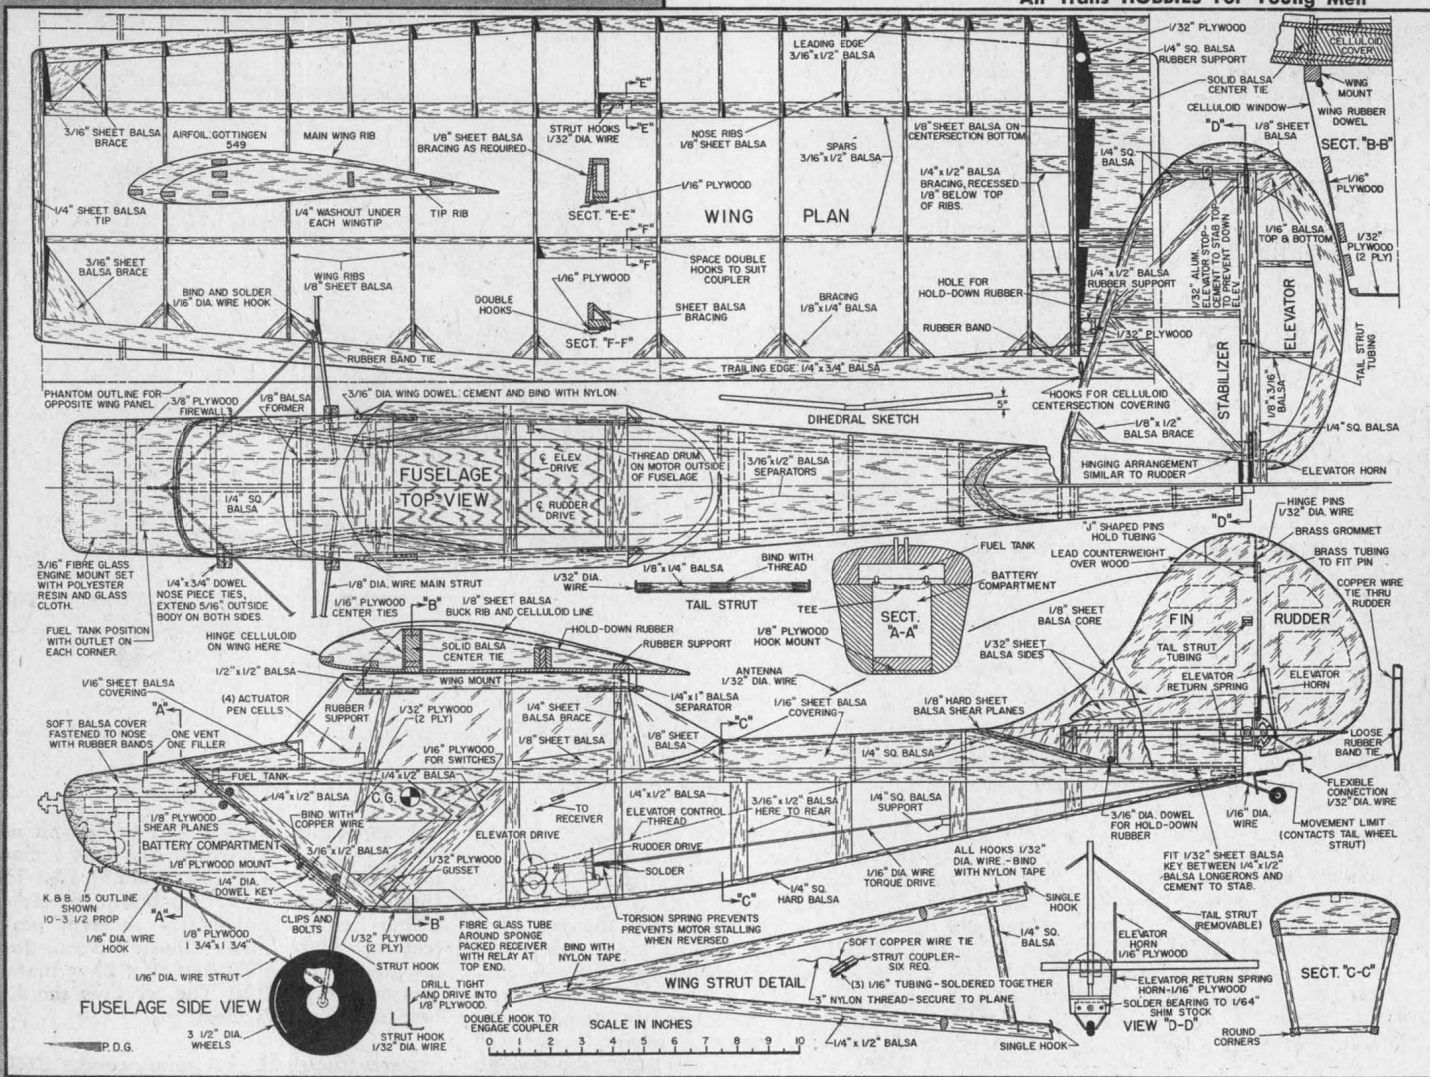 Air Trails HOBBIES For Young Men
LEADING EDGE
3/16"x1/2" BALSA
1/32" PLYWOOD
1/4" SQ. BALSA
RUBBER SUPPORT
SOLID BALSA
CENTER TIE
CELLULOID
COVER
WING
MOUNT
CELLULOID WINDOW
WING RUBBER
DOWEL
SECT. "B-B"
1/16"
PLYWOOD
1/32"
PLYWOOD
(2 PLY)
3/16" SHEET BALSA
BRACE
AIRFOIL: GOTTINGEN
549
MAIN WING RIB
1/8" SHEET BALSA
BRACING AS REQUIRED
"E"
STRUT HOOKS
1/32" DIA. WIRE
"E"
NOSE RIBS
1/8" SHEET BALSA
SPARS
3/16"x1/2" BALSA
1/8" SHEET BALSA ON
CENTERSECTION BOTTOM
"D"
1/8" SHEET
BALSA
1/4" SQ.
BALSA
1/4" SHEET BALSA
TIP
1/4" WASHOUT UNDER
EACH WINGTIP
TIP RIB
1/16" PLYWOOD
SECT. "E-E"
WING PLAN
1/4"x1/2" BALSA
BRACING, RECESSED
1/8" BELOW TOP
OF RIBS.
1/16" BALSA
TOP & BOTTOM
1/32" ALUM.
ELEVATOR STOP-
CEMENT TO STAB TOP
TO PREVENT DOWN
ELEV.
3/16" SHEET
BALSA BRACE
WING RIBS
1/8" SHEET BALSA
BIND AND SOLDER
1/16" DIA. WIRE HOOK
"F"
"F"
SPACE DOUBLE
HOOKS TO SUIT
COUPLER
1/16" PLYWOOD
DOUBLE
HOOKS
SHEET BALSA
BRACING
SECT. "F-F"
BRACING
1/8"x1/4" BALSA
HOLE FOR
HOLD-DOWN RUBBER
RUBBER BAND
1/4"x1/2" BALSA
RUBBER SUPPORT
1/32" PLYWOOD
ELEVATOR
STABILIZER
TAIL STRUT
TUBING
1/8"x3/16"
BALSA
RUBBER BAND TIE
TRAILING EDGE: 1/4"x3/4" BALSA
PHANTOM OUTLINE FOR
OPPOSITE WING PANEL
3/8" PLYWOOD
FIREWALL
1/8" BALSA
FORMER
3/16" DIA. WING DOWEL: CEMENT AND BIND WITH NYLON
5°
DIHEDRAL SKETCH
HOOKS FOR CELLULOID
CENTERSECTION COVERING
1/8"x1/2"
BALSA BRACE
1/4" SQ. BALSA
FUSELAGE
TOP VIEW
1/4" SQ.
BALSA
℄ ELEV.
DRIVE
℄ RUDDER
DRIVE
THREAD DRUM
ON MOTOR OUTSIDE
OF FUSELAGE
3/16"x1/2" BALSA
SEPARATORS
HINGING ARRANGEMENT
SIMILAR TO RUDDER
ELEVATOR HORN
HINGE PINS
1/32" DIA. WIRE
"D"
"J" SHAPED PINS
HOLD TUBING
BRASS GROMMET
LEAD COUNTERWEIGHT
OVER WOOD
BRASS TUBING
TO FIT PIN
COPPER WIRE
TIE THRU
RUDDER
3/16" FIBRE GLASS
ENGINE MOUNT SET
WITH POLYESTER
RESIN AND GLASS
CLOTH.
1/4"x3/4" DOWEL
NOSE PIECE TIES,
EXTEND 5/16" OUTSIDE
BODY ON BOTH SIDES.
1/8" DIA. WIRE MAIN STRUT
1/32" DIA.
WIRE
1/8"x1/4" BALSA
BIND WITH
THREAD
TAIL STRUT
FUEL TANK
BATTERY
COMPARTMENT
TEE
SECT.
"A-A"
1/8" PLYWOOD
HOOK MOUNT
1/8" SHEET
BALSA CORE
1/32" SHEET
BALSA SIDES
FIN
RUDDER
TAIL STRUT
TUBING
ELEVATOR
RETURN SPRING
ELEVATOR
HORN
FUEL TANK POSITION
WITH OUTLET ON
EACH CORNER.
HINGE CELLULOID
ON WING HERE
1/16" PLYWOOD
CENTER TIES
"B"
1/8" SHEET BALSA
BUCK RIB AND CELLULOID LINE
SOLID BALSA
CENTER TIE
HOLD-DOWN RUBBER
RUBBER SUPPORT
1/2"x1/2" BALSA
WING MOUNT
ANTENNA
1/32" DIA. WIRE
1/16" SHEET BALSA
COVERING
1/8" HARD SHEET
BALSA SHEAR PLANES
1/4"x1" BALSA
SEPARATOR
"C"
1/16" SHEET BALSA
COVERING
"A"
(4) ACTUATOR
PEN CELLS
RUBBER
SUPPORT
1/32" PLYWOOD
(2 PLY)
1/4" SHEET
BALSA BRACE
1/8" SHEET BALSA
1/8" SHEET
BALSA
1/4" SQ. BALSA
SOFT BALSA COVER
FASTENED TO NOSE
WITH RUBBER BANDS
ONE VENT
ONE FILLER
FUEL TANK
1/16" PLYWOOD
FOR SWITCHES
1/4"x1/2" BALSA
C.G.
1/4"x1/2" BALSA
BIND WITH
COPPER WIRE
1/8" PLYWOOD
SHEAR PLANES
BATTERY COMPARTMENT
3/16"x1/2" BALSA
1/8" PLYWOOD MOUNT
1/4" DIA.
DOWEL KEY
ELEVATOR DRIVE
1/32" PLYWOOD
GUSSET
TO
RECEIVER
1/4"x1/2" BALSA
ELEVATOR CONTROL
THREAD
RUDDER DRIVE
SOLDER
3/16"x1/2" BALSA
HERE TO REAR
1/4" SQ. BALSA
SUPPORT
LOOSE
RUBBER
BAND TIE
FLEXIBLE
CONNECTION
1/32" DIA. WIRE
1/16" DIA.
WIRE
MOVEMENT LIMIT
(CONTACTS TAIL WHEEL
STRUT)
3/16" DIA. DOWEL
FOR HOLD-DOWN
RUBBER
K. & B. .15 OUTLINE
SHOWN
10-3 1/2 PROP
"A"
1/16" DIA. WIRE
HOOK
1/8" PLYWOOD
1 3/4"x1 3/4"
CLIPS AND
BOLTS
1/32" PLYWOOD
(2 PLY)
"B"
STRUT HOOK
FIBRE GLASS TUBE
AROUND SPONGE
PACKED RECEIVER
WITH RELAY AT
TOP END.
TORSION SPRING PREVENTS
PREVENTS MOTOR STALLING
WHEN REVERSED
"C"
1/4" SQ.
HARD BALSA
1/16" DIA WIRE
TORQUE DRIVE
ALL HOOKS 1/32"
DIA. WIRE.-BIND
WITH NYLON TAPE
FIT 1/32" SHEET BALSA
KEY BETWEEN 1/4"x1/2"
BALSA LONGERONS AND
CEMENT TO STAB.
1/16" DIA. WIRE STRUT
FUSELAGE SIDE VIEW
3 1/2" DIA.
WHEELS
P.D.G.
DRILL TIGHT
AND DRIVE INTO
1/8" PLYWOOD.
STRUT HOOK
1/32" DIA. WIRE
BIND WITH
NYLON TAPE
DOUBLE HOOK TO
ENGAGE COUPLER
WING STRUT DETAIL
SOFT COPPER WIRE TIE
STRUT COUPLER-
SIX REQ.
(3) 1/16" TUBING-SOLDERED TOGETHER
3" NYLON THREAD-SECURE TO PLANE
SINGLE
HOOK
1/4" SQ.
BALSA
1/4"x1/2" BALSA
SINGLE HOOK
SCALE IN INCHES
0 1 2 3 4 5 6 7 8 9 10
TAIL STRUT
(REMOVABLE)
ELEVATOR
HORN
1/16" PLYWOOD
ELEVATOR RETURN SPRING
HORN-1/16" PLYWOOD
SOLDER BEARING TO 1/64"
SHIM STOCK
VIEW "D-D"
SECT. "C-C"
ROUND
CORNERS